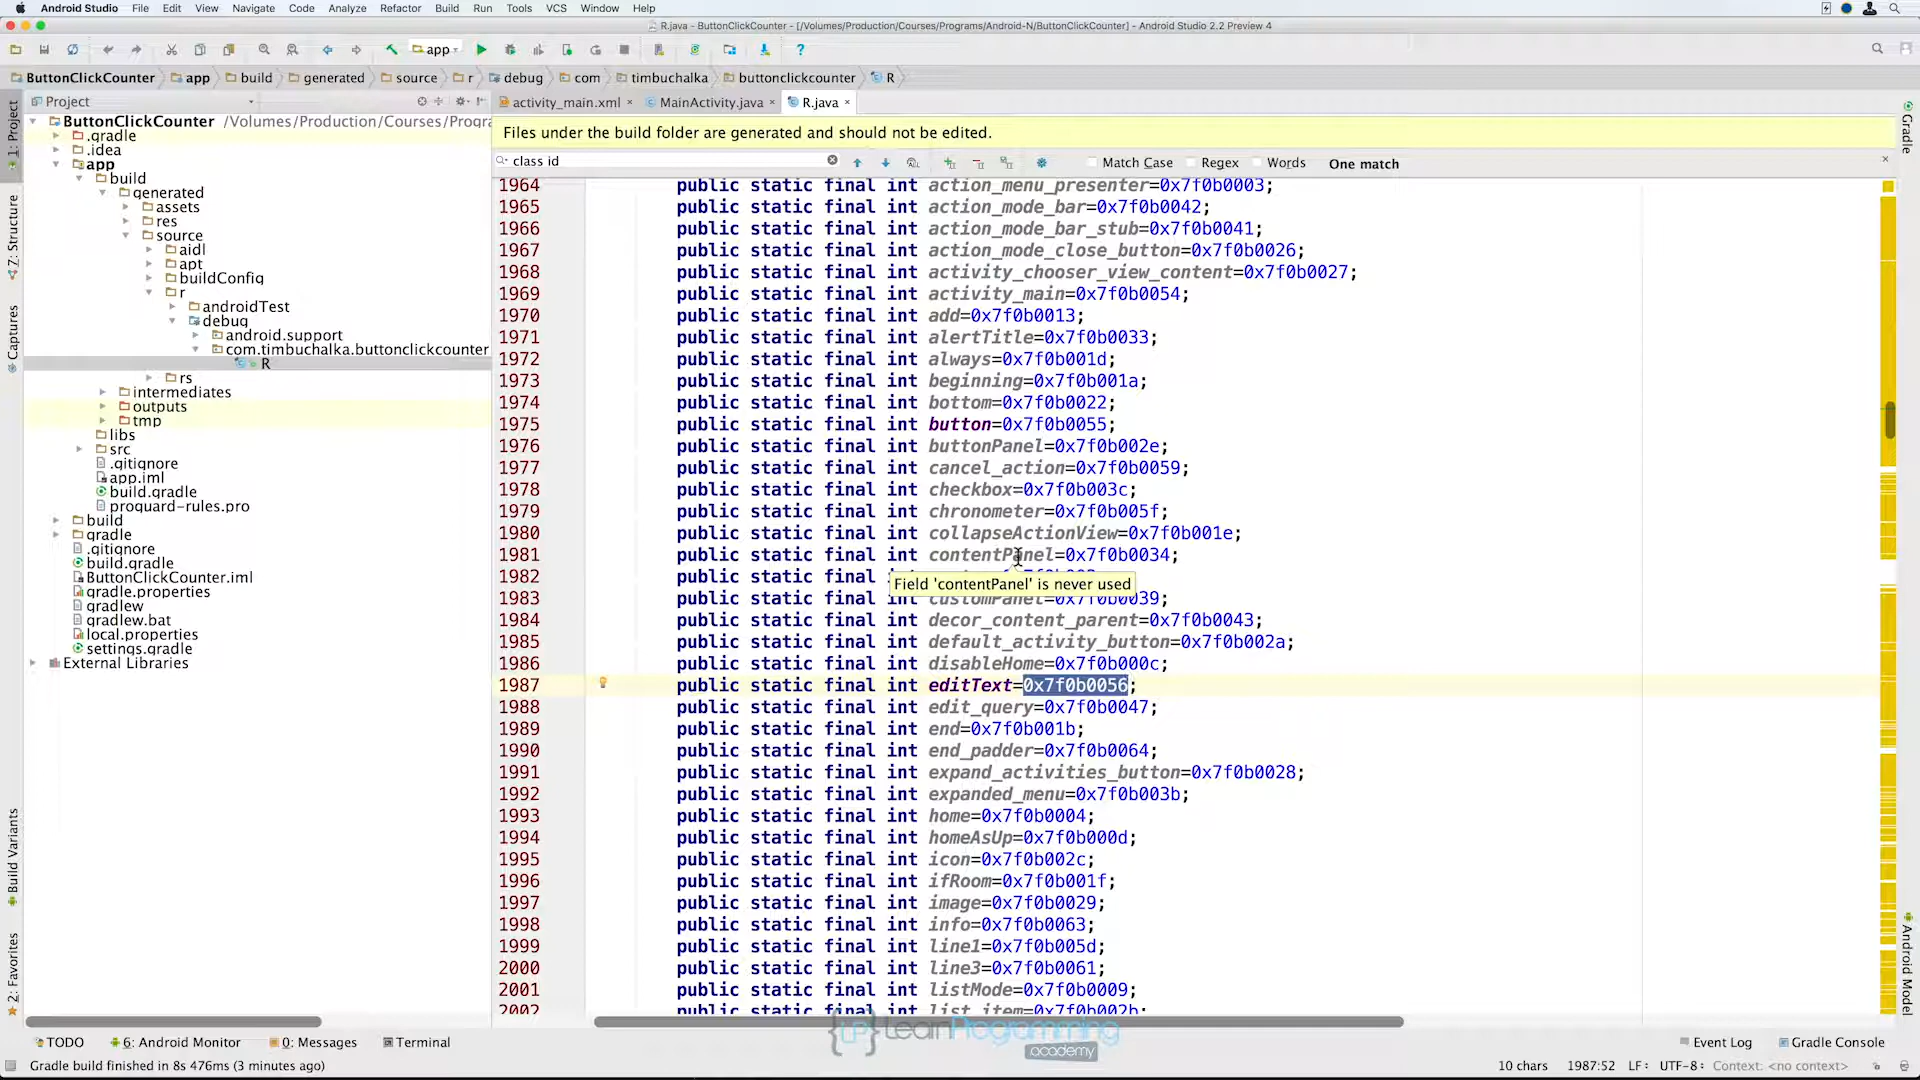 Android Studio File Edit View Navigate Code Analyze Refactor Build Run Tools VCS Window Help
R.java - ButtonClickCounter - [/Volumes/Production/Courses/Programs/Android-N/ButtonClickCounter] - Android Studio 2.2 Preview 4
app
ButtonClickCounter app build generated source r debug com timbuchalka buttonclickcounter R
Project
activity_main.xml MainActivity.java R.java
Files under the build folder are generated and should not be edited.
class id
Match Case Regex Words One match
ButtonClickCounter /Volumes/Production/Courses/Progra
.gradle
.idea
app
build
generated
assets
res
source
aidl
apt
buildConfig
r
androidTest
debug
android.support
com.timbuchalka.buttonclickcounter
R
rs
intermediates
outputs
tmp
libs
src
.gitignore
app.iml
build.gradle
proguard-rules.pro
build
gradle
.gitignore
build.gradle
ButtonClickCounter.iml
gradle.properties
gradlew
gradlew.bat
local.properties
settings.gradle
External Libraries
1: Project
7: Structure
Captures
Build Variants
2: Favorites
1964 public static final int action_menu_presenter=0x7f0b0003;
1965 public static final int action_mode_bar=0x7f0b0042;
1966 public static final int action_mode_bar_stub=0x7f0b0041;
1967 public static final int action_mode_close_button=0x7f0b0026;
1968 public static final int activity_chooser_view_content=0x7f0b0027;
1969 public static final int activity_main=0x7f0b0054;
1970 public static final int add=0x7f0b0013;
1971 public static final int alertTitle=0x7f0b0033;
1972 public static final int always=0x7f0b001d;
1973 public static final int beginning=0x7f0b001a;
1974 public static final int bottom=0x7f0b0022;
1975 public static final int button=0x7f0b0055;
1976 public static final int buttonPanel=0x7f0b002e;
1977 public static final int cancel_action=0x7f0b0059;
1978 public static final int checkbox=0x7f0b003c;
1979 public static final int chronometer=0x7f0b005f;
1980 public static final int collapseActionView=0x7f0b001e;
1981 public static final int contentPanel=0x7f0b0034;
1982 public static final
Field 'contentPanel' is never used
1983 public static final int customPanel=0x7f0b0039;
1984 public static final int decor_content_parent=0x7f0b0043;
1985 public static final int default_activity_button=0x7f0b002a;
1986 public static final int disableHome=0x7f0b000c;
1987 public static final int editText=0x7f0b0056;
1988 public static final int edit_query=0x7f0b0047;
1989 public static final int end=0x7f0b001b;
1990 public static final int end_padder=0x7f0b0064;
1991 public static final int expand_activities_button=0x7f0b0028;
1992 public static final int expanded_menu=0x7f0b003b;
1993 public static final int home=0x7f0b0004;
1994 public static final int homeAsUp=0x7f0b000d;
1995 public static final int icon=0x7f0b002c;
1996 public static final int ifRoom=0x7f0b001f;
1997 public static final int image=0x7f0b0029;
1998 public static final int info=0x7f0b0063;
1999 public static final int line1=0x7f0b005d;
2000 public static final int line3=0x7f0b0061;
2001 public static final int listMode=0x7f0b0009;
2002 public static final int list_item=0x7f0b002b;
Gradle
Android Model
LearnProgramming
academy
TODO 6: Android Monitor 0: Messages Terminal Event Log Gradle Console
Gradle build finished in 8s 476ms (3 minutes ago) 10 chars 1987:52 LF: UTF-8: Context: <no context>